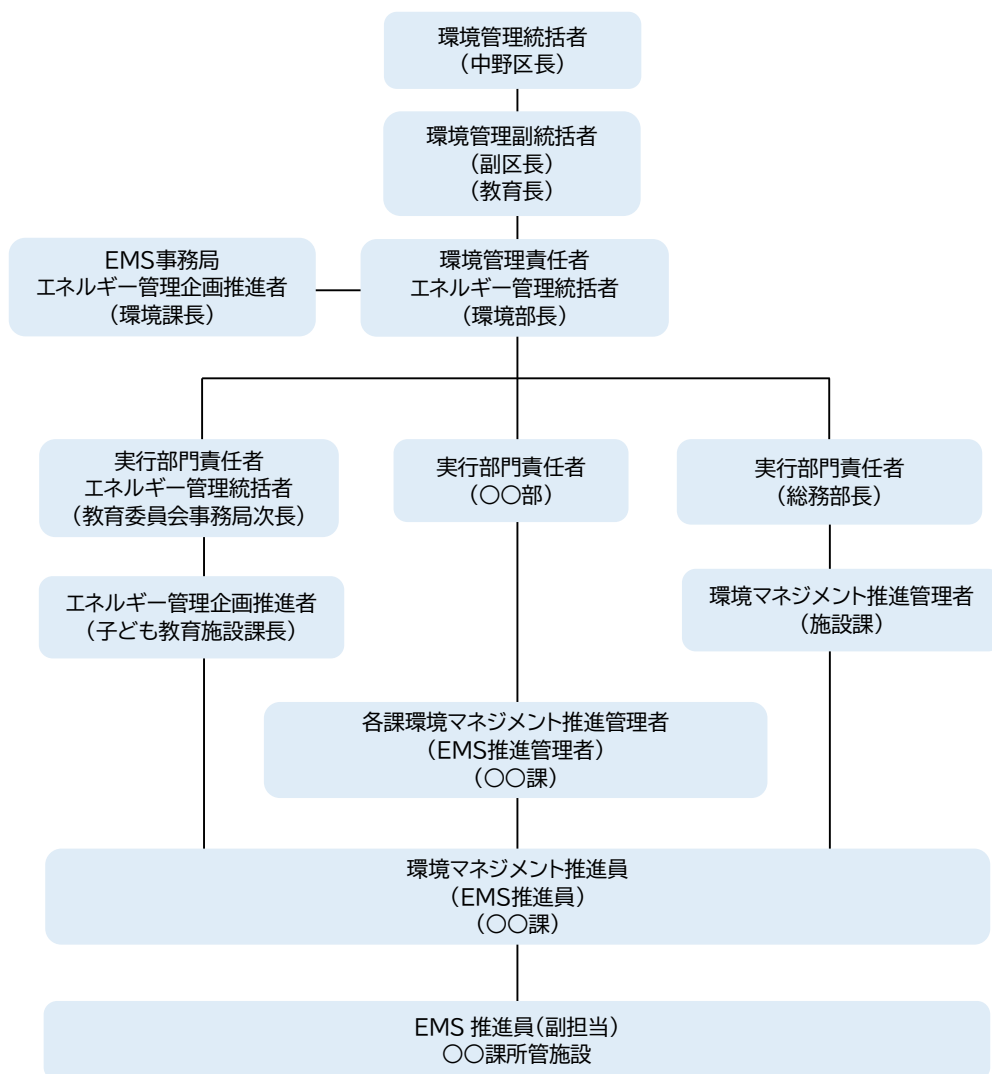 環境管理統括者
（中野区長）
環境管理副統括者
（副区長）
（教育長）
EMS事務局
エネルギー管理企画推進者
（環境課長）
環境管理責任者
エネルギー管理統括者
（環境部長）
実行部門責任者
エネルギー管理統括者
（教育委員会事務局次長）
実行部門責任者
（〇〇部）
実行部門責任者
（総務部長）
エネルギー管理企画推進者
（子ども教育施設課長）
環境マネジメント推進管理者
（施設課）
各課環境マネジメント推進管理者
（EMS推進管理者）
（〇〇課）
環境マネジメント推進員
（EMS推進員）
（〇〇課）
EMS 推進員（副担当）
〇〇課所管施設